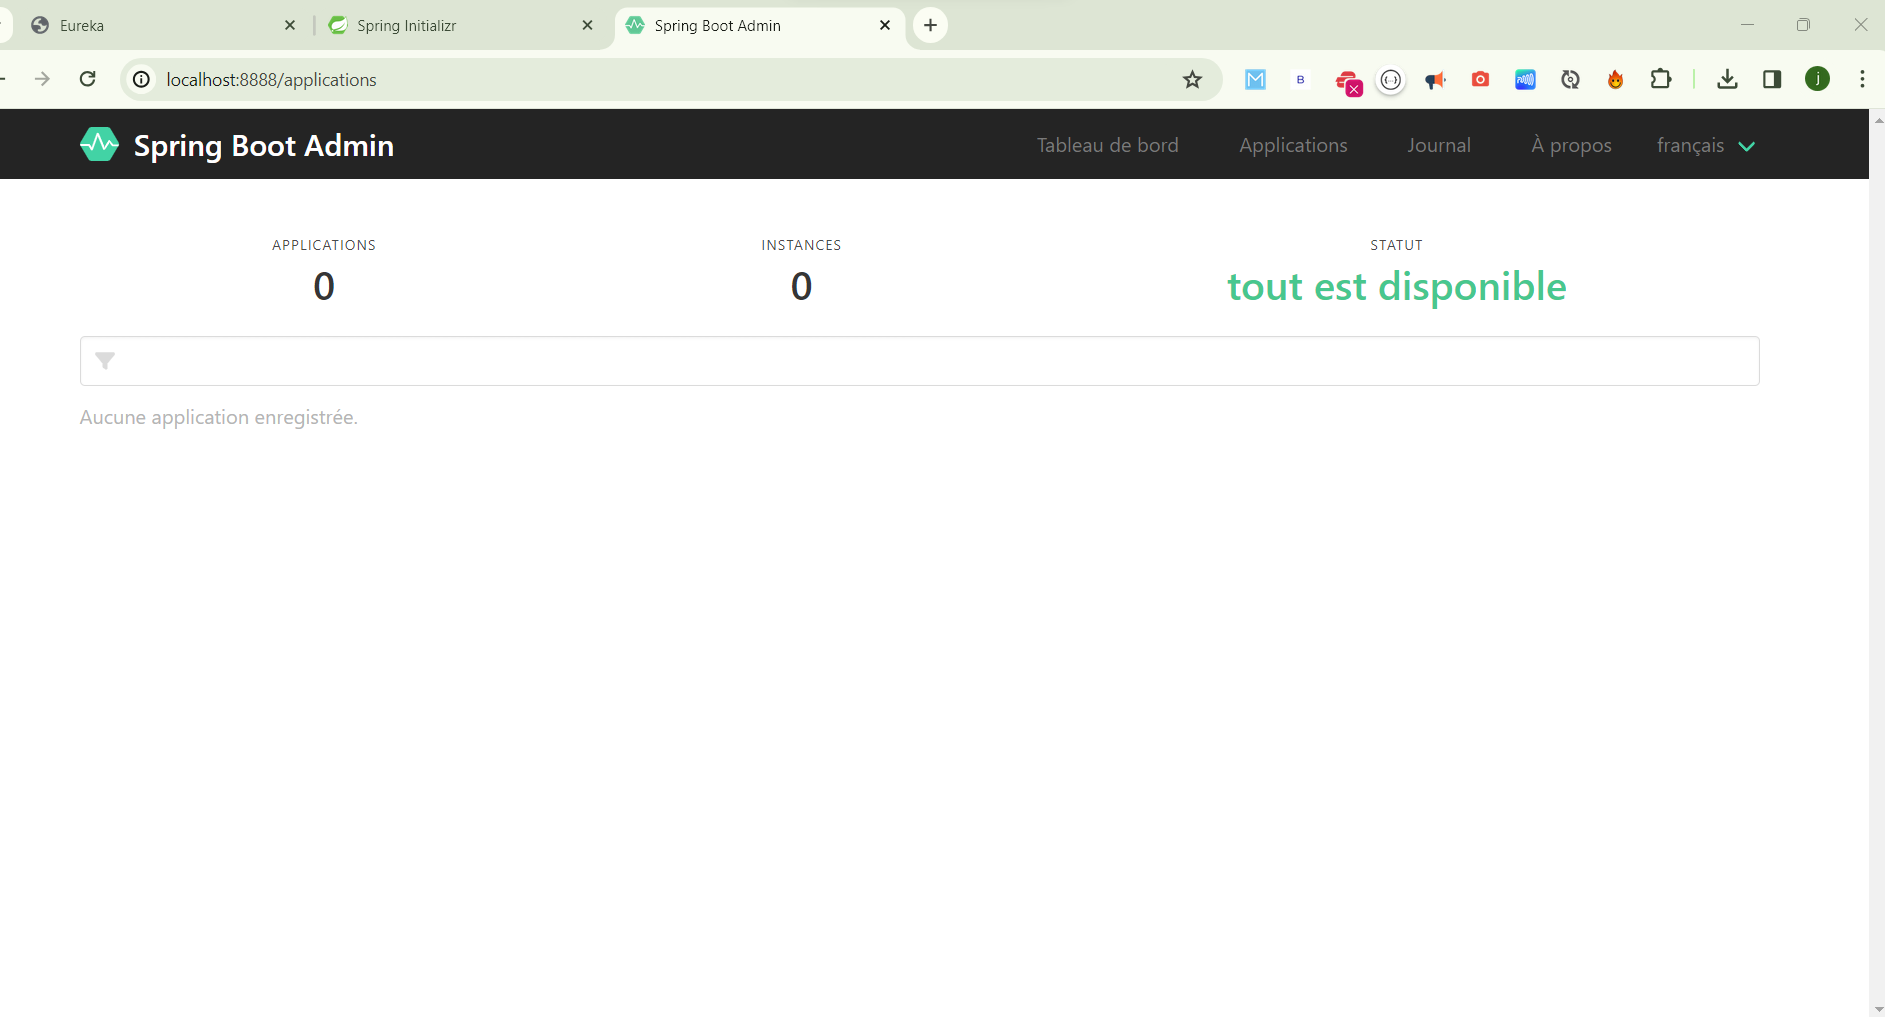 Eureka
Spring Initializr
Spring Boot Admin
localhost:8888/applications
M
B
{...}
j
Spring Boot Admin
Tableau de bord
Applications
Journal
À propos
français
APPLICATIONS
0
INSTANCES
0
STATUT
tout est disponible
Aucune application enregistrée.